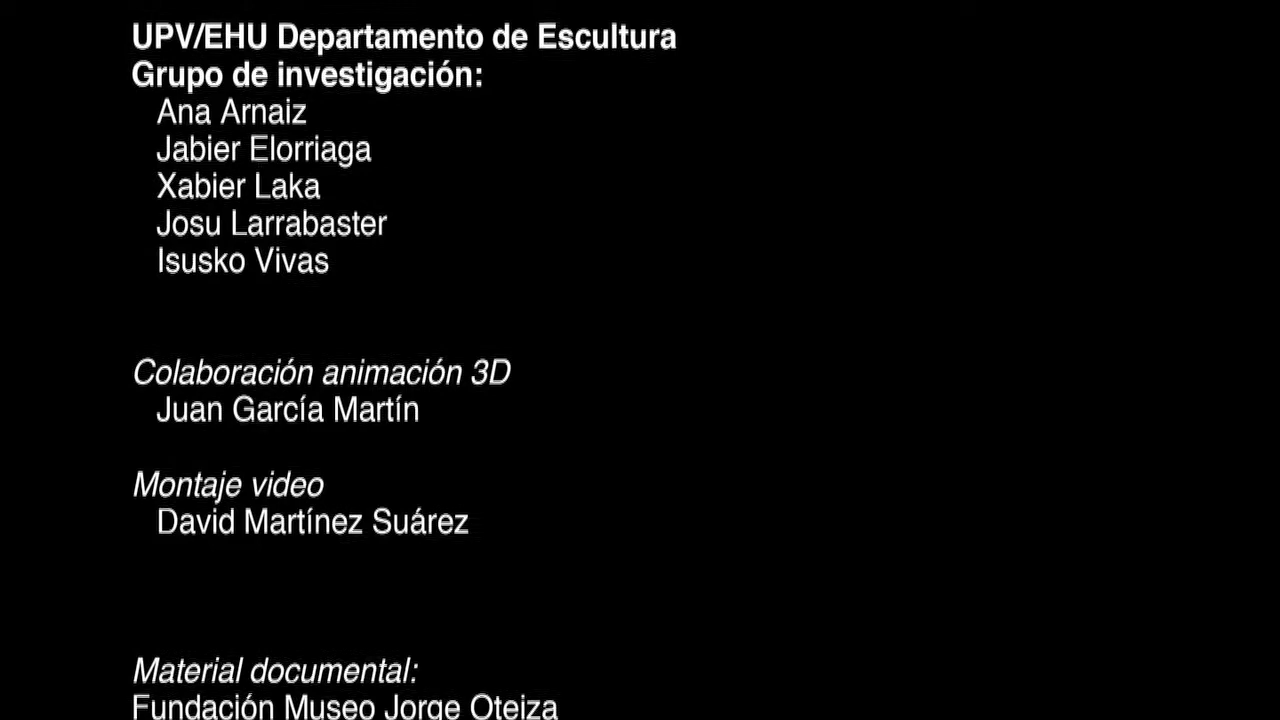 UPV/EHU Departamento de Escultura
Grupo de investigación:
Ana Arnaiz
Jabier Elorriaga
Xabier Laka
Josu Larrabaster
Isusko Vivas
Colaboración animación 3D
Juan García Martín
Montaje video
David Martínez Suárez
Material documental:
Fundación Museo Jorge Oteiza